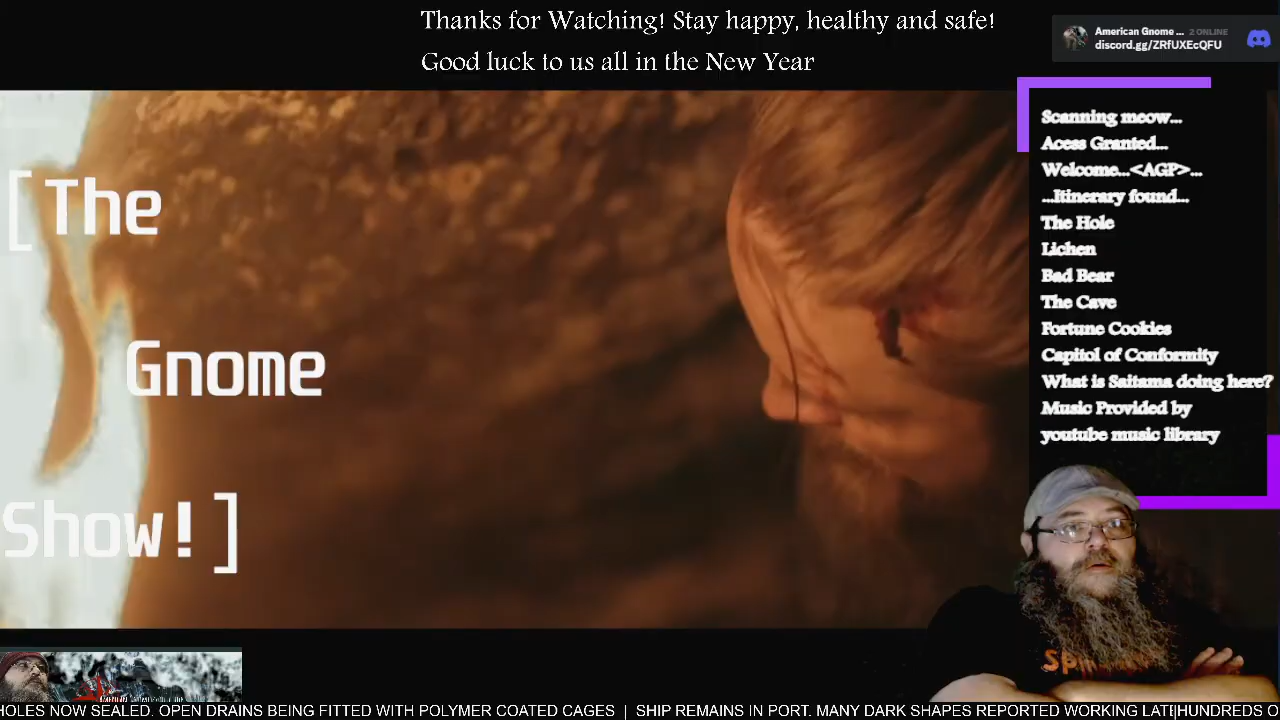 Thanks for Watching! Stay happy, healthy and safe!
Good luck to us all in the New Year
American Gnome ... 2 ONLINE
discord.gg/ZRfUXEcQFU
[The
Gnome
Show!]
Scanning meow...
Acess Granted...
Welcome...<AGP>...
...Itinerary found...
The Hole
Lichen
Bad Bear
The Cave
Fortune Cookies
Capitol of Conformity
What is Saitama doing here?
Music Provided by
youtube music library
HOLES NOW SEALED. OPEN DRAINS BEING FITTED WITH POLYMER COATED CAGES | SHIP REMAINS IN PORT. MANY DARK SHAPES REPORTED WORKING LATE|HUNDREDS O